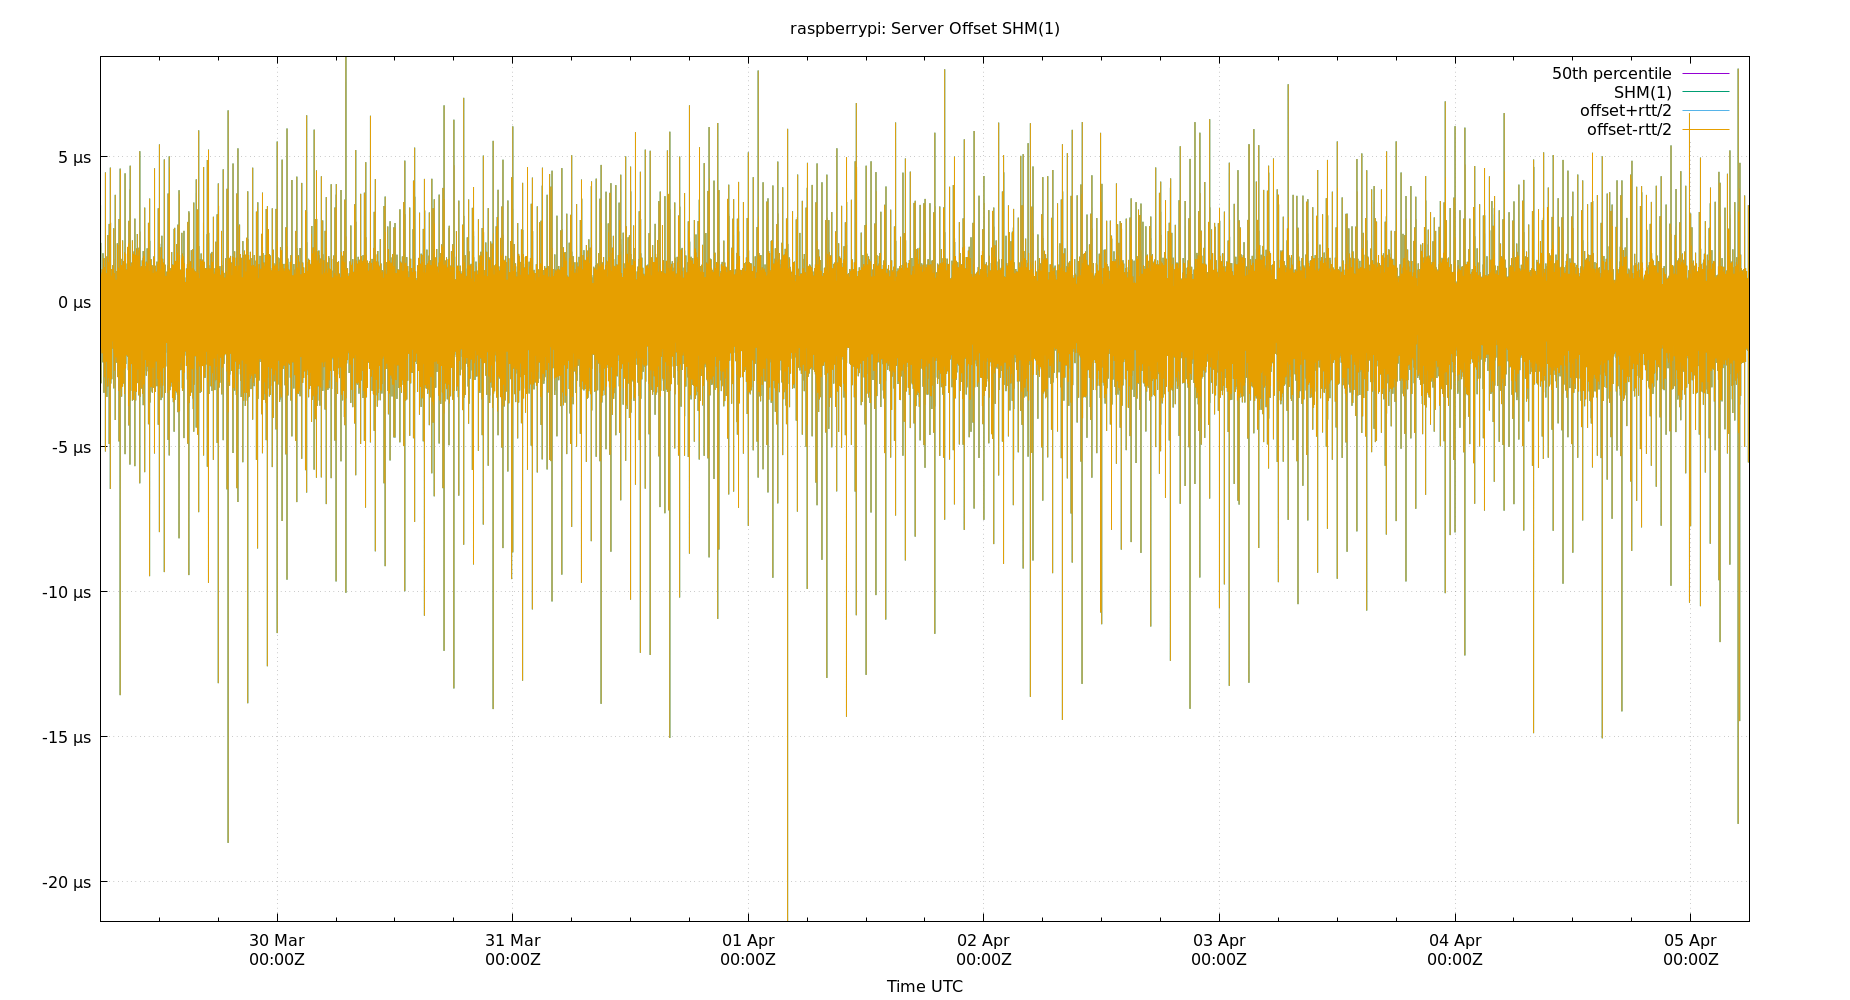 raspberrypi: Server Offset SHM(1)
50th percentile
SHM(1)
offset+rtt/2
offset-rtt/2
5 µs
0 µs
-5 µs
-10 µs
-15 µs
-20 µs
30 Mar 31 Mar 01 Apr 02 Apr 03 Apr 04 Apr 05 Apr
00:00Z 00:00Z 00:00Z 00:00Z 00:00Z 00:00Z 00:00Z
Time UTC